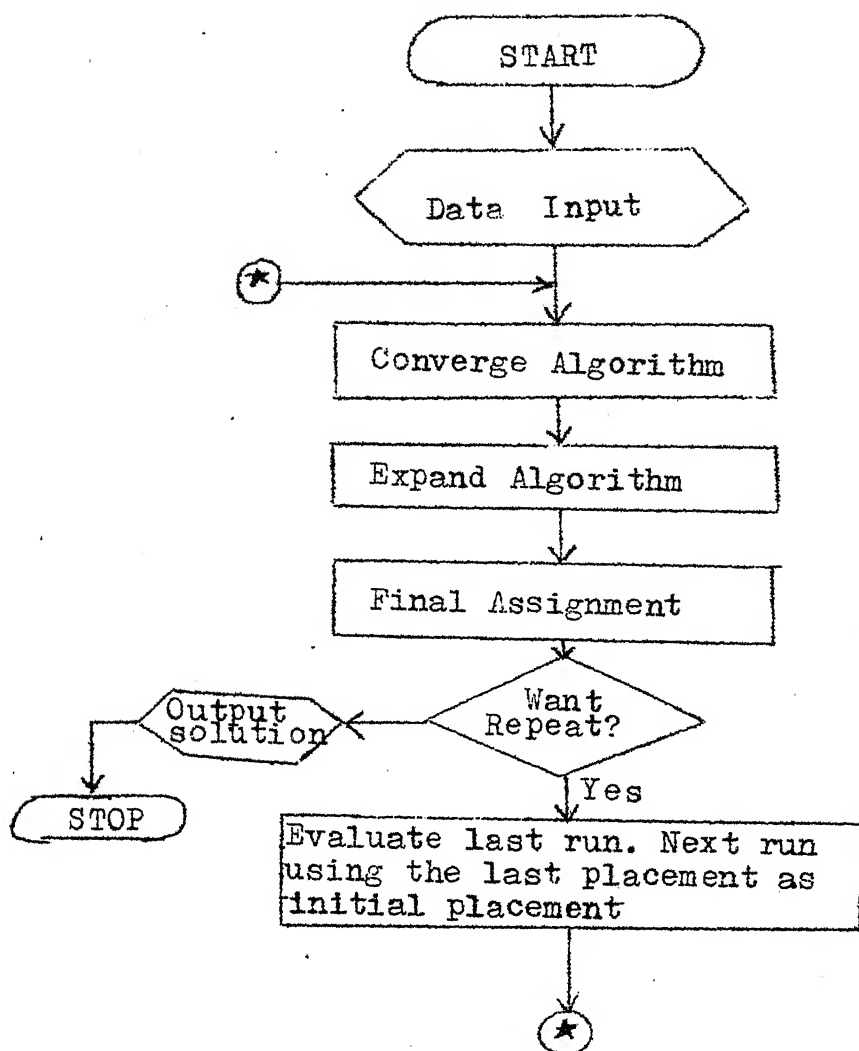 START
Data Input
★
Converge Algorithm
Expand Algorithm
Final Assignment
Want
Repeat?
Output
solution
STOP
Yes
Evaluate last run. Next run
using the last placement as
initial placement
★